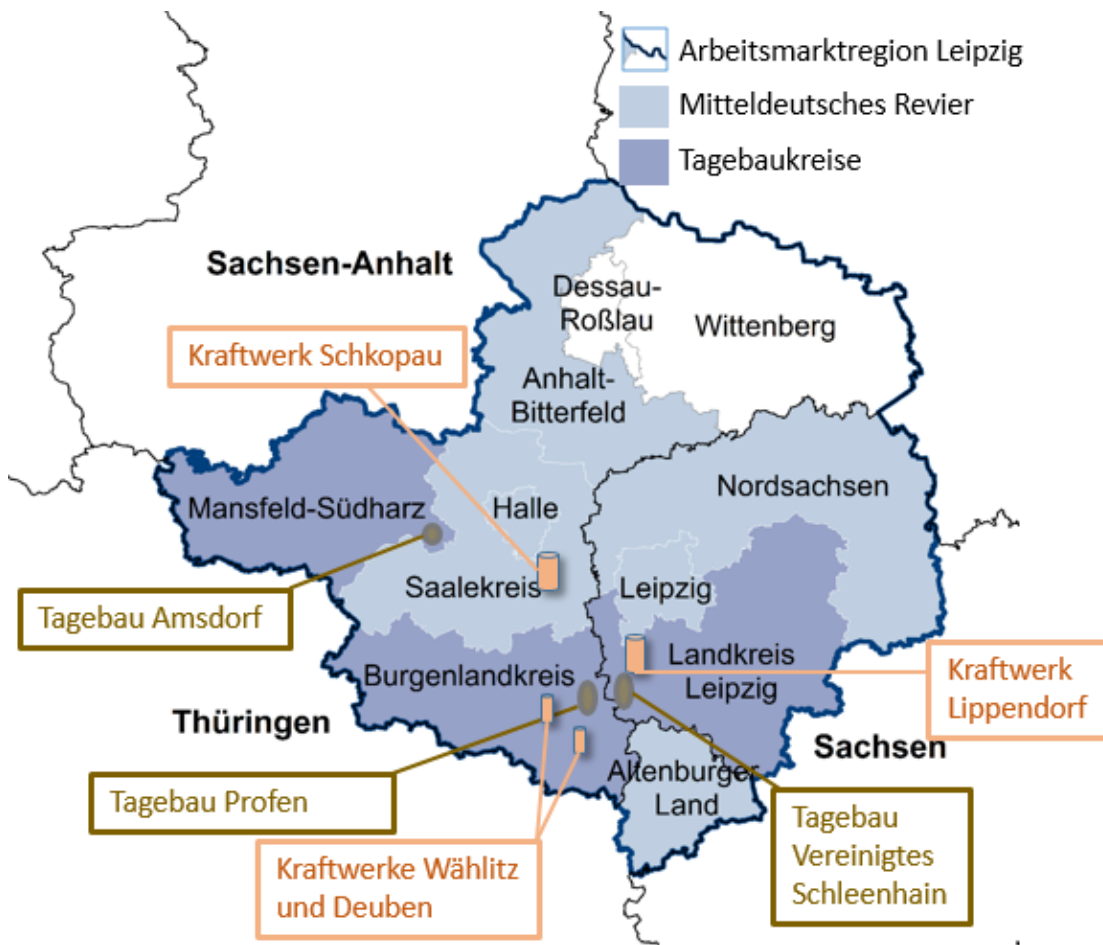 Arbeitsmarktregion Leipzig
Mitteldeutsches Revier
Tagebaukreise
Sachsen-Anhalt
Dessau-
Roßlau
Wittenberg
Kraftwerk Schkopau
Anhalt-
Bitterfeld
Nordsachsen
Mansfeld-Südharz
Halle
Saalekreis
Leipzig
Tagebau Amsdorf
Burgenlandkreis
Landkreis
Leipzig
Kraftwerk
Lippendorf
Thüringen
Sachsen
Tagebau Profen
Altenburger
Land
Tagebau
Vereinigtes
Schleenhain
Kraftwerke Wählitz
und Deuben